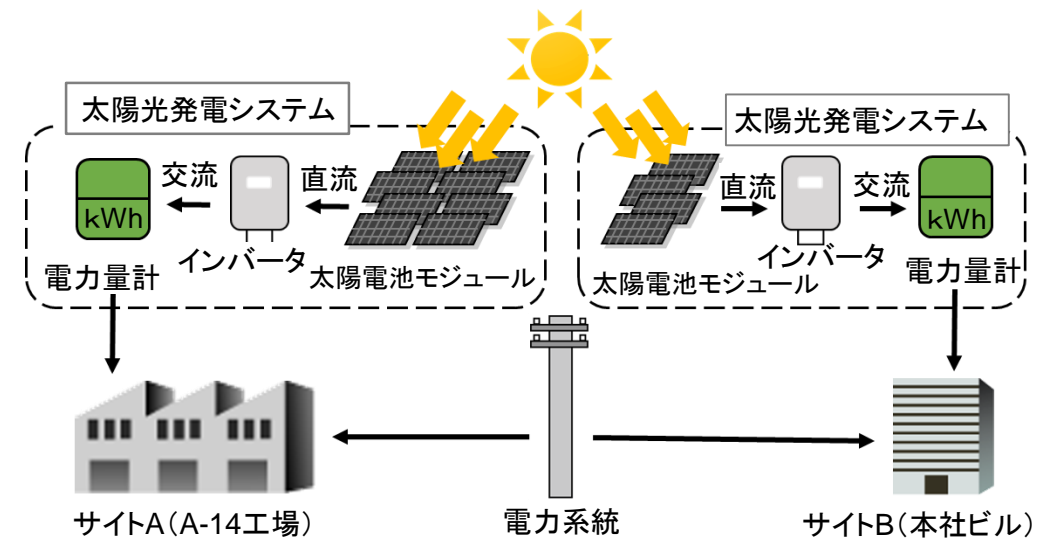 太陽光発電システム
kWh
交流
直流
電力量計
インバータ
太陽電池モジュール
太陽光発電システム
直流
交流
kWh
太陽電池モジュール
インバータ
電力量計
サイトA（A-14工場）
電力系統
サイトB（本社ビル）